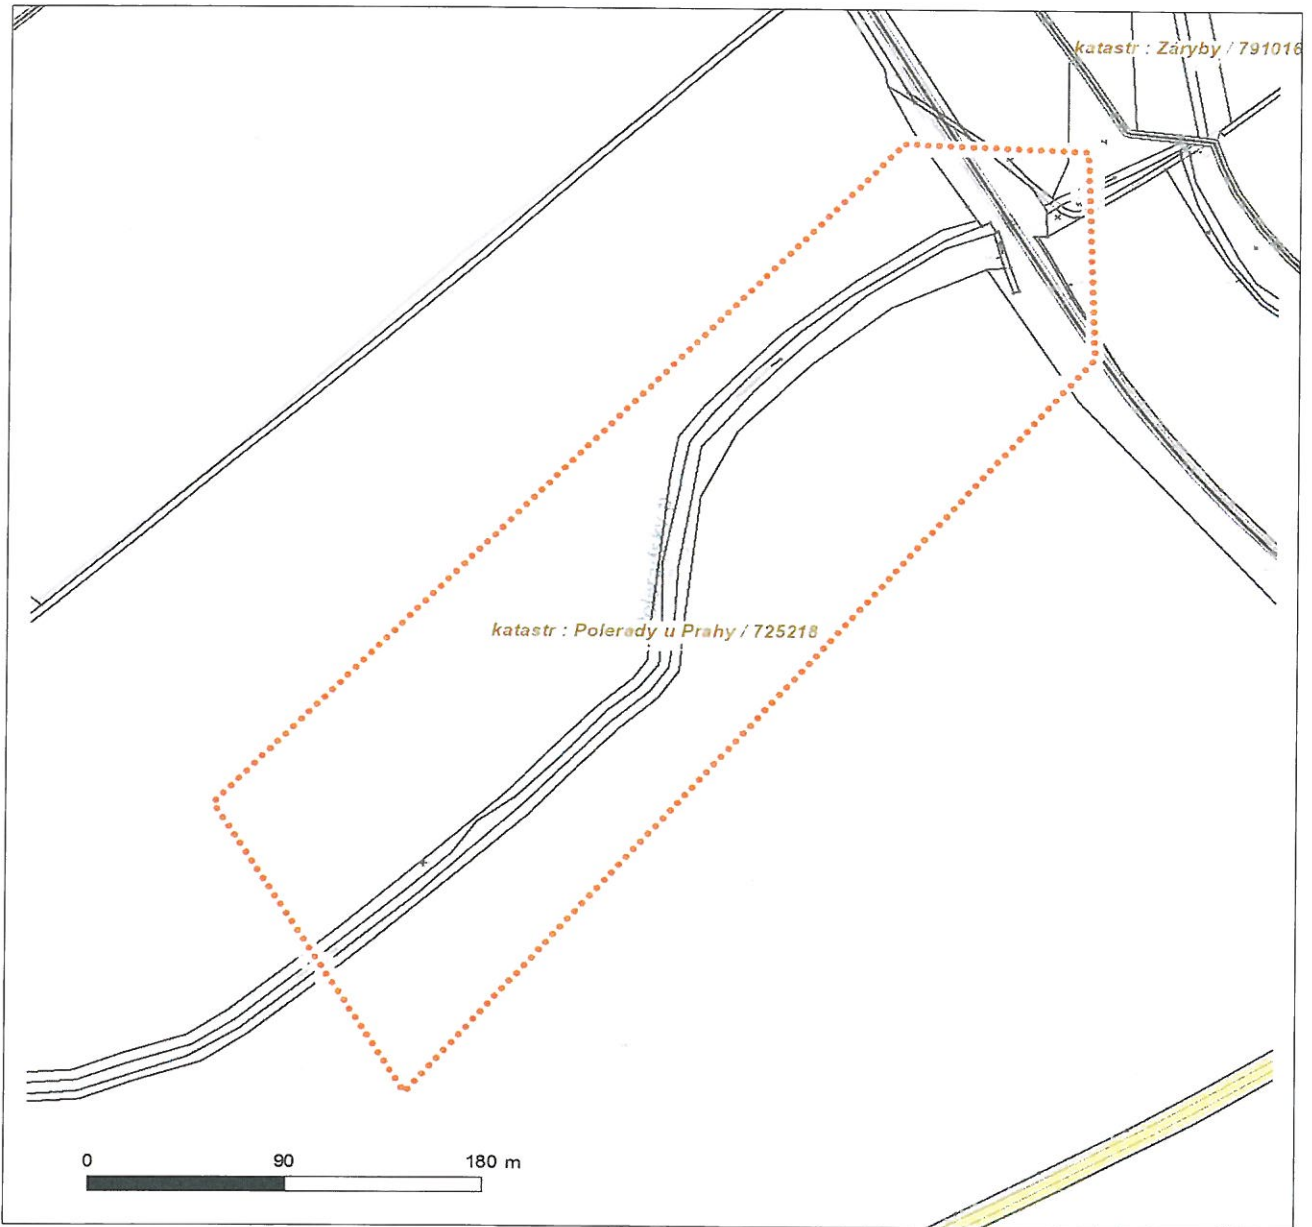 katastr : Záryby / 791016
katastr : Polerady u Prahy / 725218
0 90 180 m